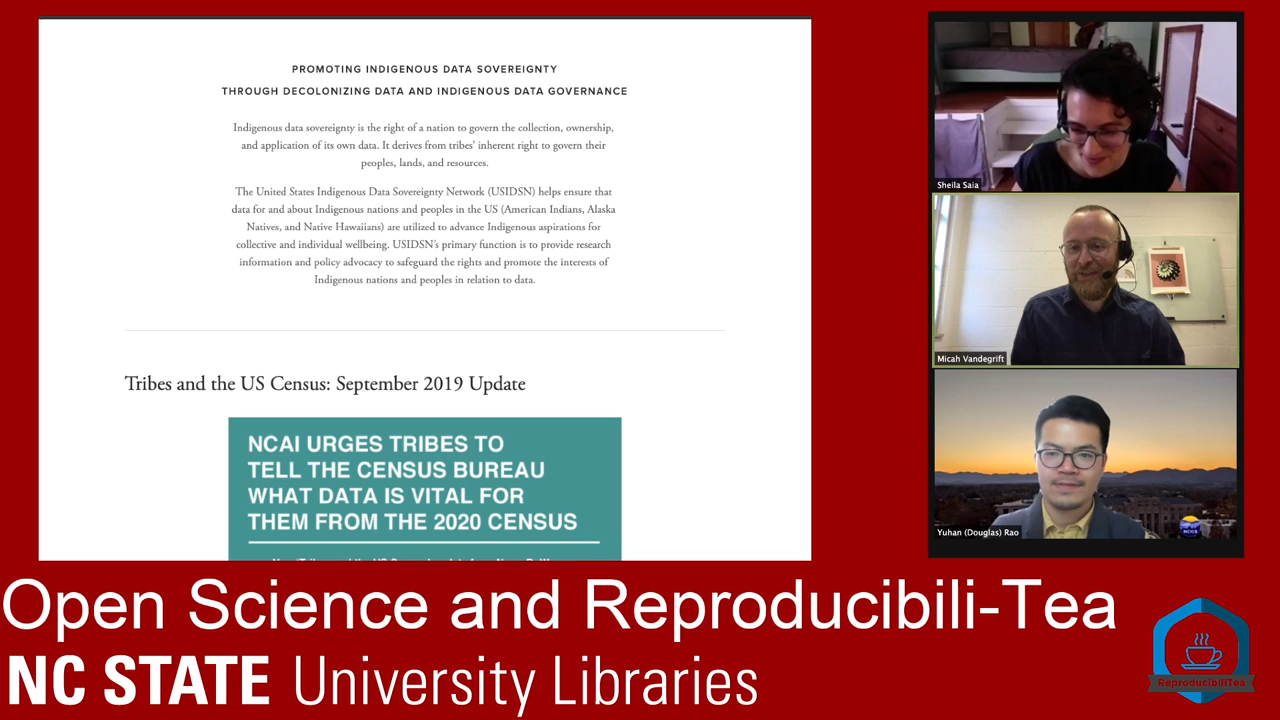 PROMOTING INDIGENOUS DATA SOVEREIGNTY
THROUGH DECOLONIZING DATA AND INDIGENOUS DATA GOVERNANCE
Indigenous data sovereignty is the right of a nation to govern the collection, ownership,
and application of its own data. It derives from tribes' inherent right to govern their
peoples, lands, and resources.
The United States Indigenous Data Sovereignty Network (USIDSN) helps ensure that
data for and about Indigenous nations and peoples in the US (American Indians, Alaska
Natives, and Native Hawaiians) are utilized to advance Indigenous aspirations for
collective and individual wellbeing. USIDSN's primary function is to provide research
information and policy advocacy to safeguard the rights and promote the interests of
Indigenous nations and peoples in relation to data.
Tribes and the US Census: September 2019 Update
NCAI URGES TRIBES TO
TELL THE CENSUS BUREAU
WHAT DATA IS VITAL FOR
THEM FROM THE 2020 CENSUS
Sheila Saia
Micah Vandegrift
Yuhan (Douglas) Rao
NCICS
Open Science and Reproducibili-Tea
NC STATE University Libraries
ReproducibiliTea